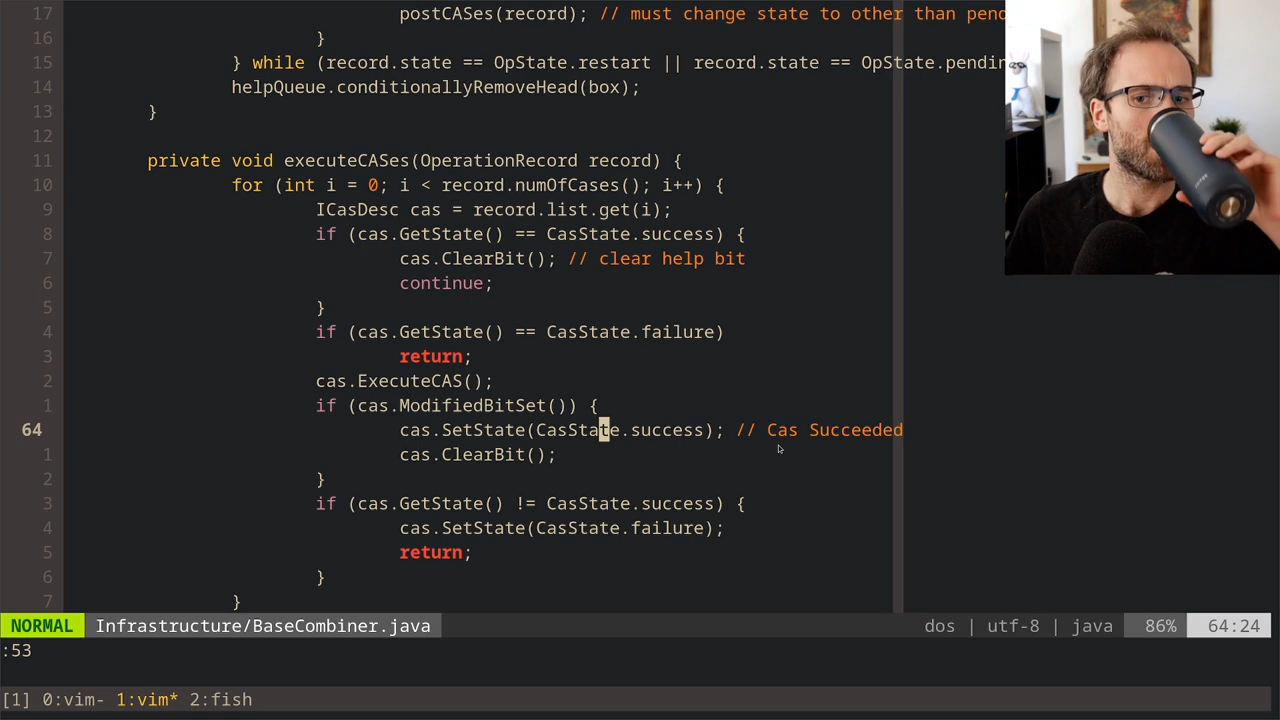 17 postCASes(record); // must change state to other than pend
16 }
15 } while (record.state == OpState.restart || record.state == OpState.pendin
14 helpQueue.conditionallyRemoveHead(box);
13 }
12
11 private void executeCASes(OperationRecord record) {
10 for (int i = 0; i < record.numOfCases(); i++) {
9 ICasDesc cas = record.list.get(i);
8 if (cas.GetState() == CasState.success) {
7 cas.ClearBit(); // clear help bit
6 continue;
5 }
4 if (cas.GetState() == CasState.failure)
3 return;
2 cas.ExecuteCAS();
1 if (cas.ModifiedBitSet()) {
64 cas.SetState(CasState.success); // Cas Succeeded
1 cas.ClearBit();
2 }
3 if (cas.GetState() != CasState.success) {
4 cas.SetState(CasState.failure);
5 return;
6 }
7 }
NORMAL Infrastructure/BaseCombiner.java dos | utf-8 | java 86% 64:24
:53
[1] 0:vim- 1:vim* 2:fish